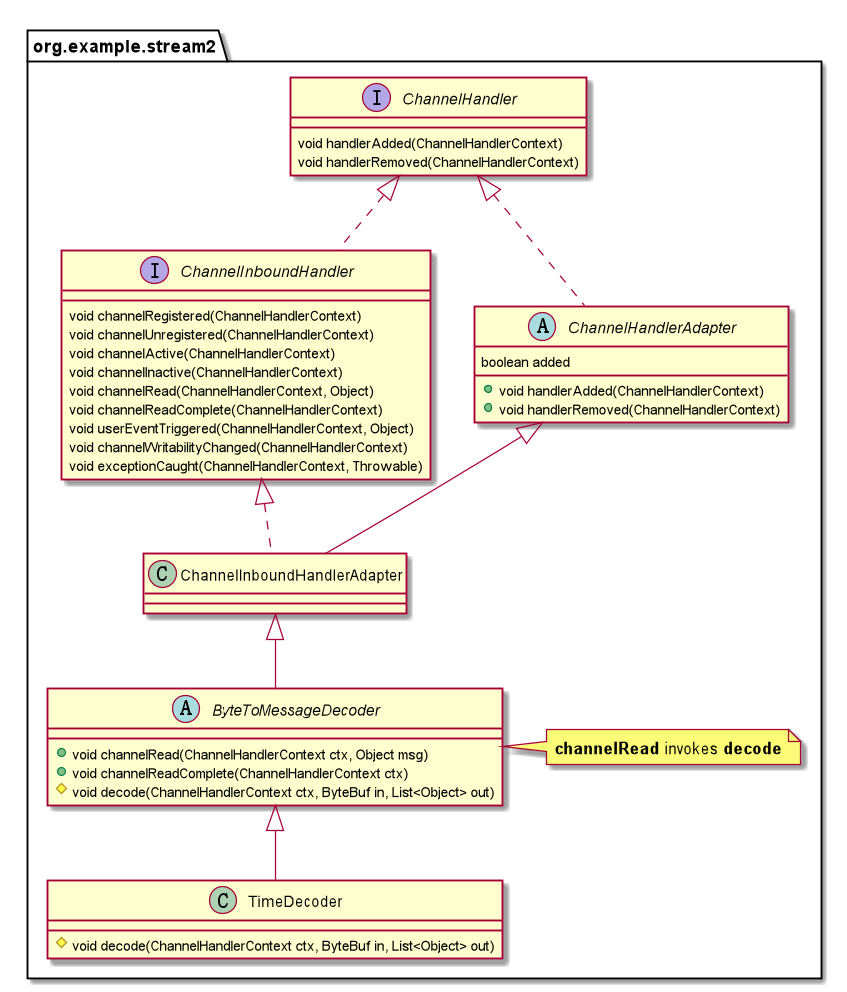 org.example.stream2
I ChannelHandler
void handlerAdded(ChannelHandlerContext)
void handlerRemoved(ChannelHandlerContext)
I ChannelInboundHandler
void channelRegistered(ChannelHandlerContext)
void channelUnregistered(ChannelHandlerContext)
void channelActive(ChannelHandlerContext)
void channelInactive(ChannelHandlerContext)
void channelRead(ChannelHandlerContext, Object)
void channelReadComplete(ChannelHandlerContext)
void userEventTriggered(ChannelHandlerContext, Object)
void channelWritabilityChanged(ChannelHandlerContext)
void exceptionCaught(ChannelHandlerContext, Throwable)
A ChannelHandlerAdapter
boolean added
void handlerAdded(ChannelHandlerContext)
void handlerRemoved(ChannelHandlerContext)
C ChannelInboundHandlerAdapter
A ByteToMessageDecoder
void channelRead(ChannelHandlerContext ctx, Object msg)
void channelReadComplete(ChannelHandlerContext ctx)
void decode(ChannelHandlerContext ctx, ByteBuf in, List<Object> out)
channelRead invokes decode
C TimeDecoder
void decode(ChannelHandlerContext ctx, ByteBuf in, List<Object> out)